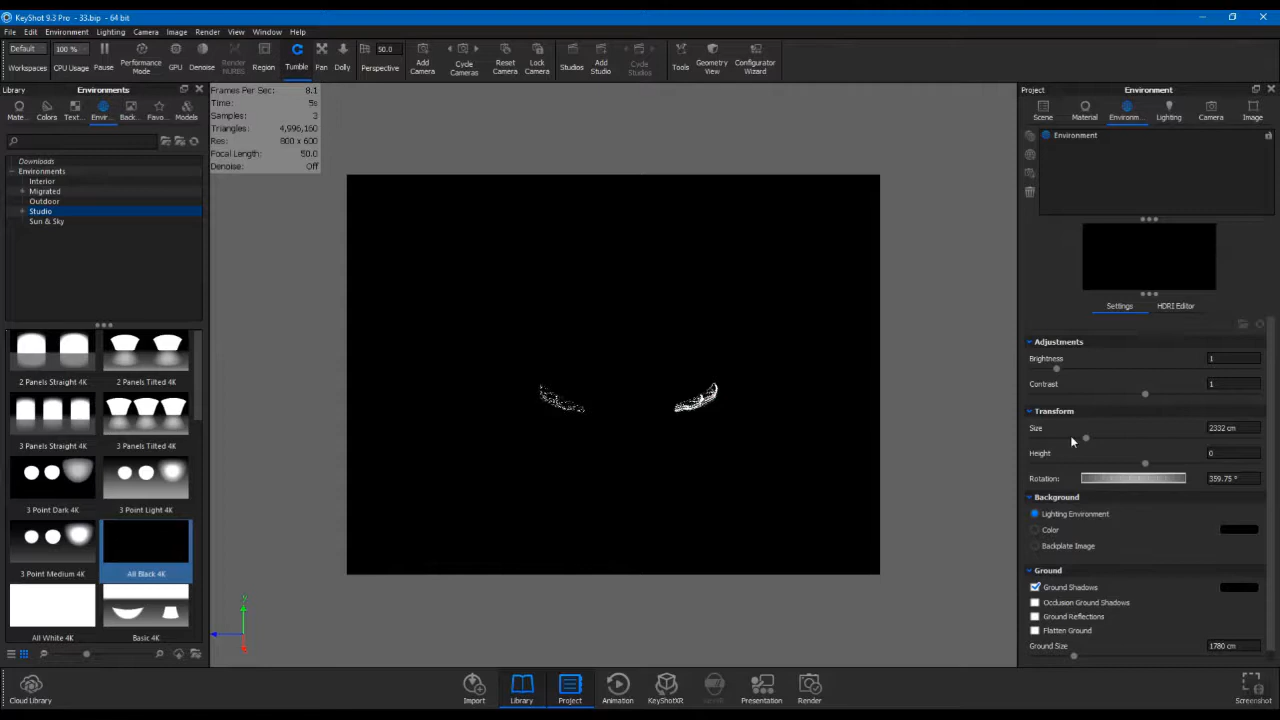 KeyShot 9.3 Pro - 33.bip - 64 bit
File Edit Environment Lighting Camera Image Render View Window Help
Default 100 % 50.0
Workspaces CPU Usage Pause Performance Mode GPU Denoise Render NURBS Region Tumble Pan Dolly Perspective Add Camera Cycle Cameras Reset Camera Lock Camera Studios Add Studio Cycle Studios Tools Geometry View Configurator Wizard
Library Environments
Mate... Colors Text... Envir... Back... Favo... Models
Downloads
Environments
Interior
Migrated
Outdoor
Studio
Sun & Sky
2 Panels Straight 4K 2 Panels Tilted 4K
3 Panels Straight 4K 3 Panels Tilted 4K
3 Point Dark 4K 3 Point Light 4K
3 Point Medium 4K All Black 4K
All White 4K Basic 4K
Cloud Library
Frames Per Sec: 8.1
Time: 5s
Samples: 3
Triangles: 4,996,160
Res: 800 x 600
Focal Length: 50.0
Denoise: Off
Import Library Project Animation KeyShotXR Presentation Render
Project Environment
Scene Material Environm... Lighting Camera Image
Environment
Settings HDRI Editor
Adjustments
Brightness 1
Contrast 1
Transform
Size 2332 cm
Height 0
Rotation: 359.75 °
Background
Lighting Environment
Color
Backplate Image
Ground
Ground Shadows
Occlusion Ground Shadows
Ground Reflections
Flatten Ground
Ground Size 1780 cm
Screenshot